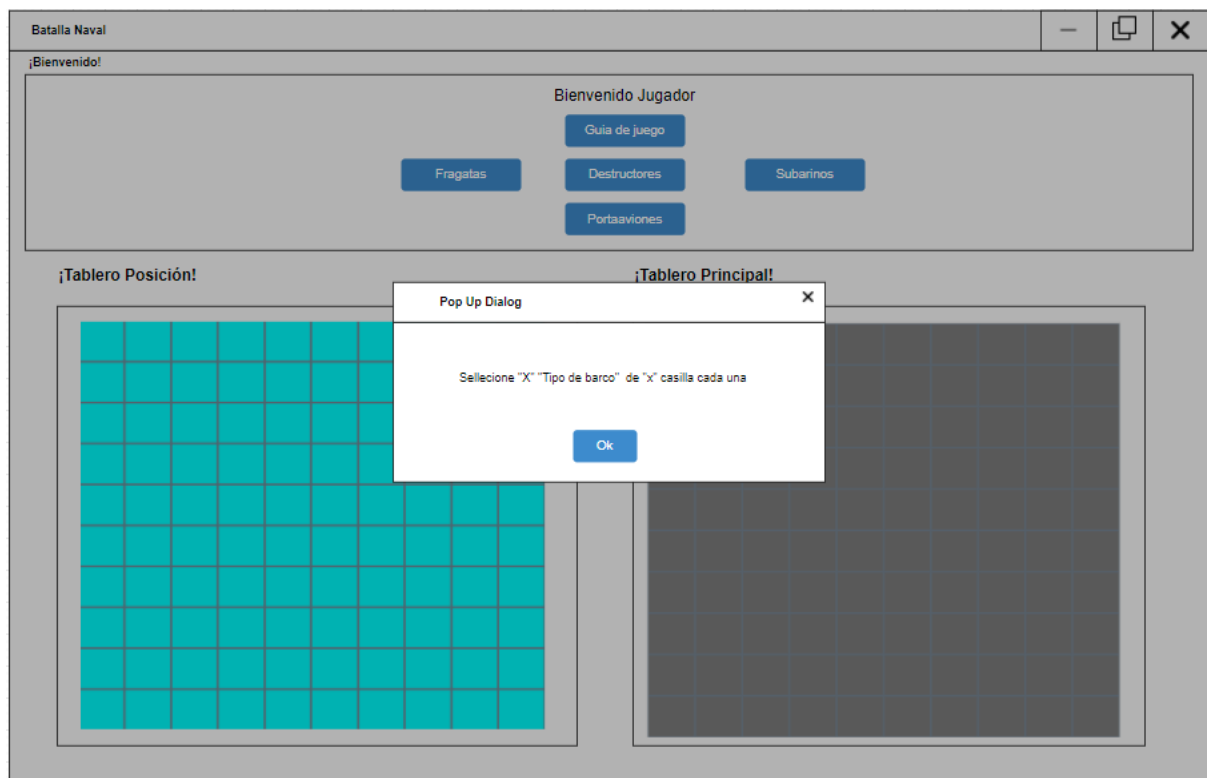 Batalla Naval
¡Bienvenido!
Bienvenido Jugador
Guia de juego
Fragatas
Destructores
Subarinos
Portaaviones
¡Tablero Posición!
¡Tablero Principal!
Pop Up Dialog
Sellecione "X" "Tipo de barco" de "x" casilla cada una
Ok